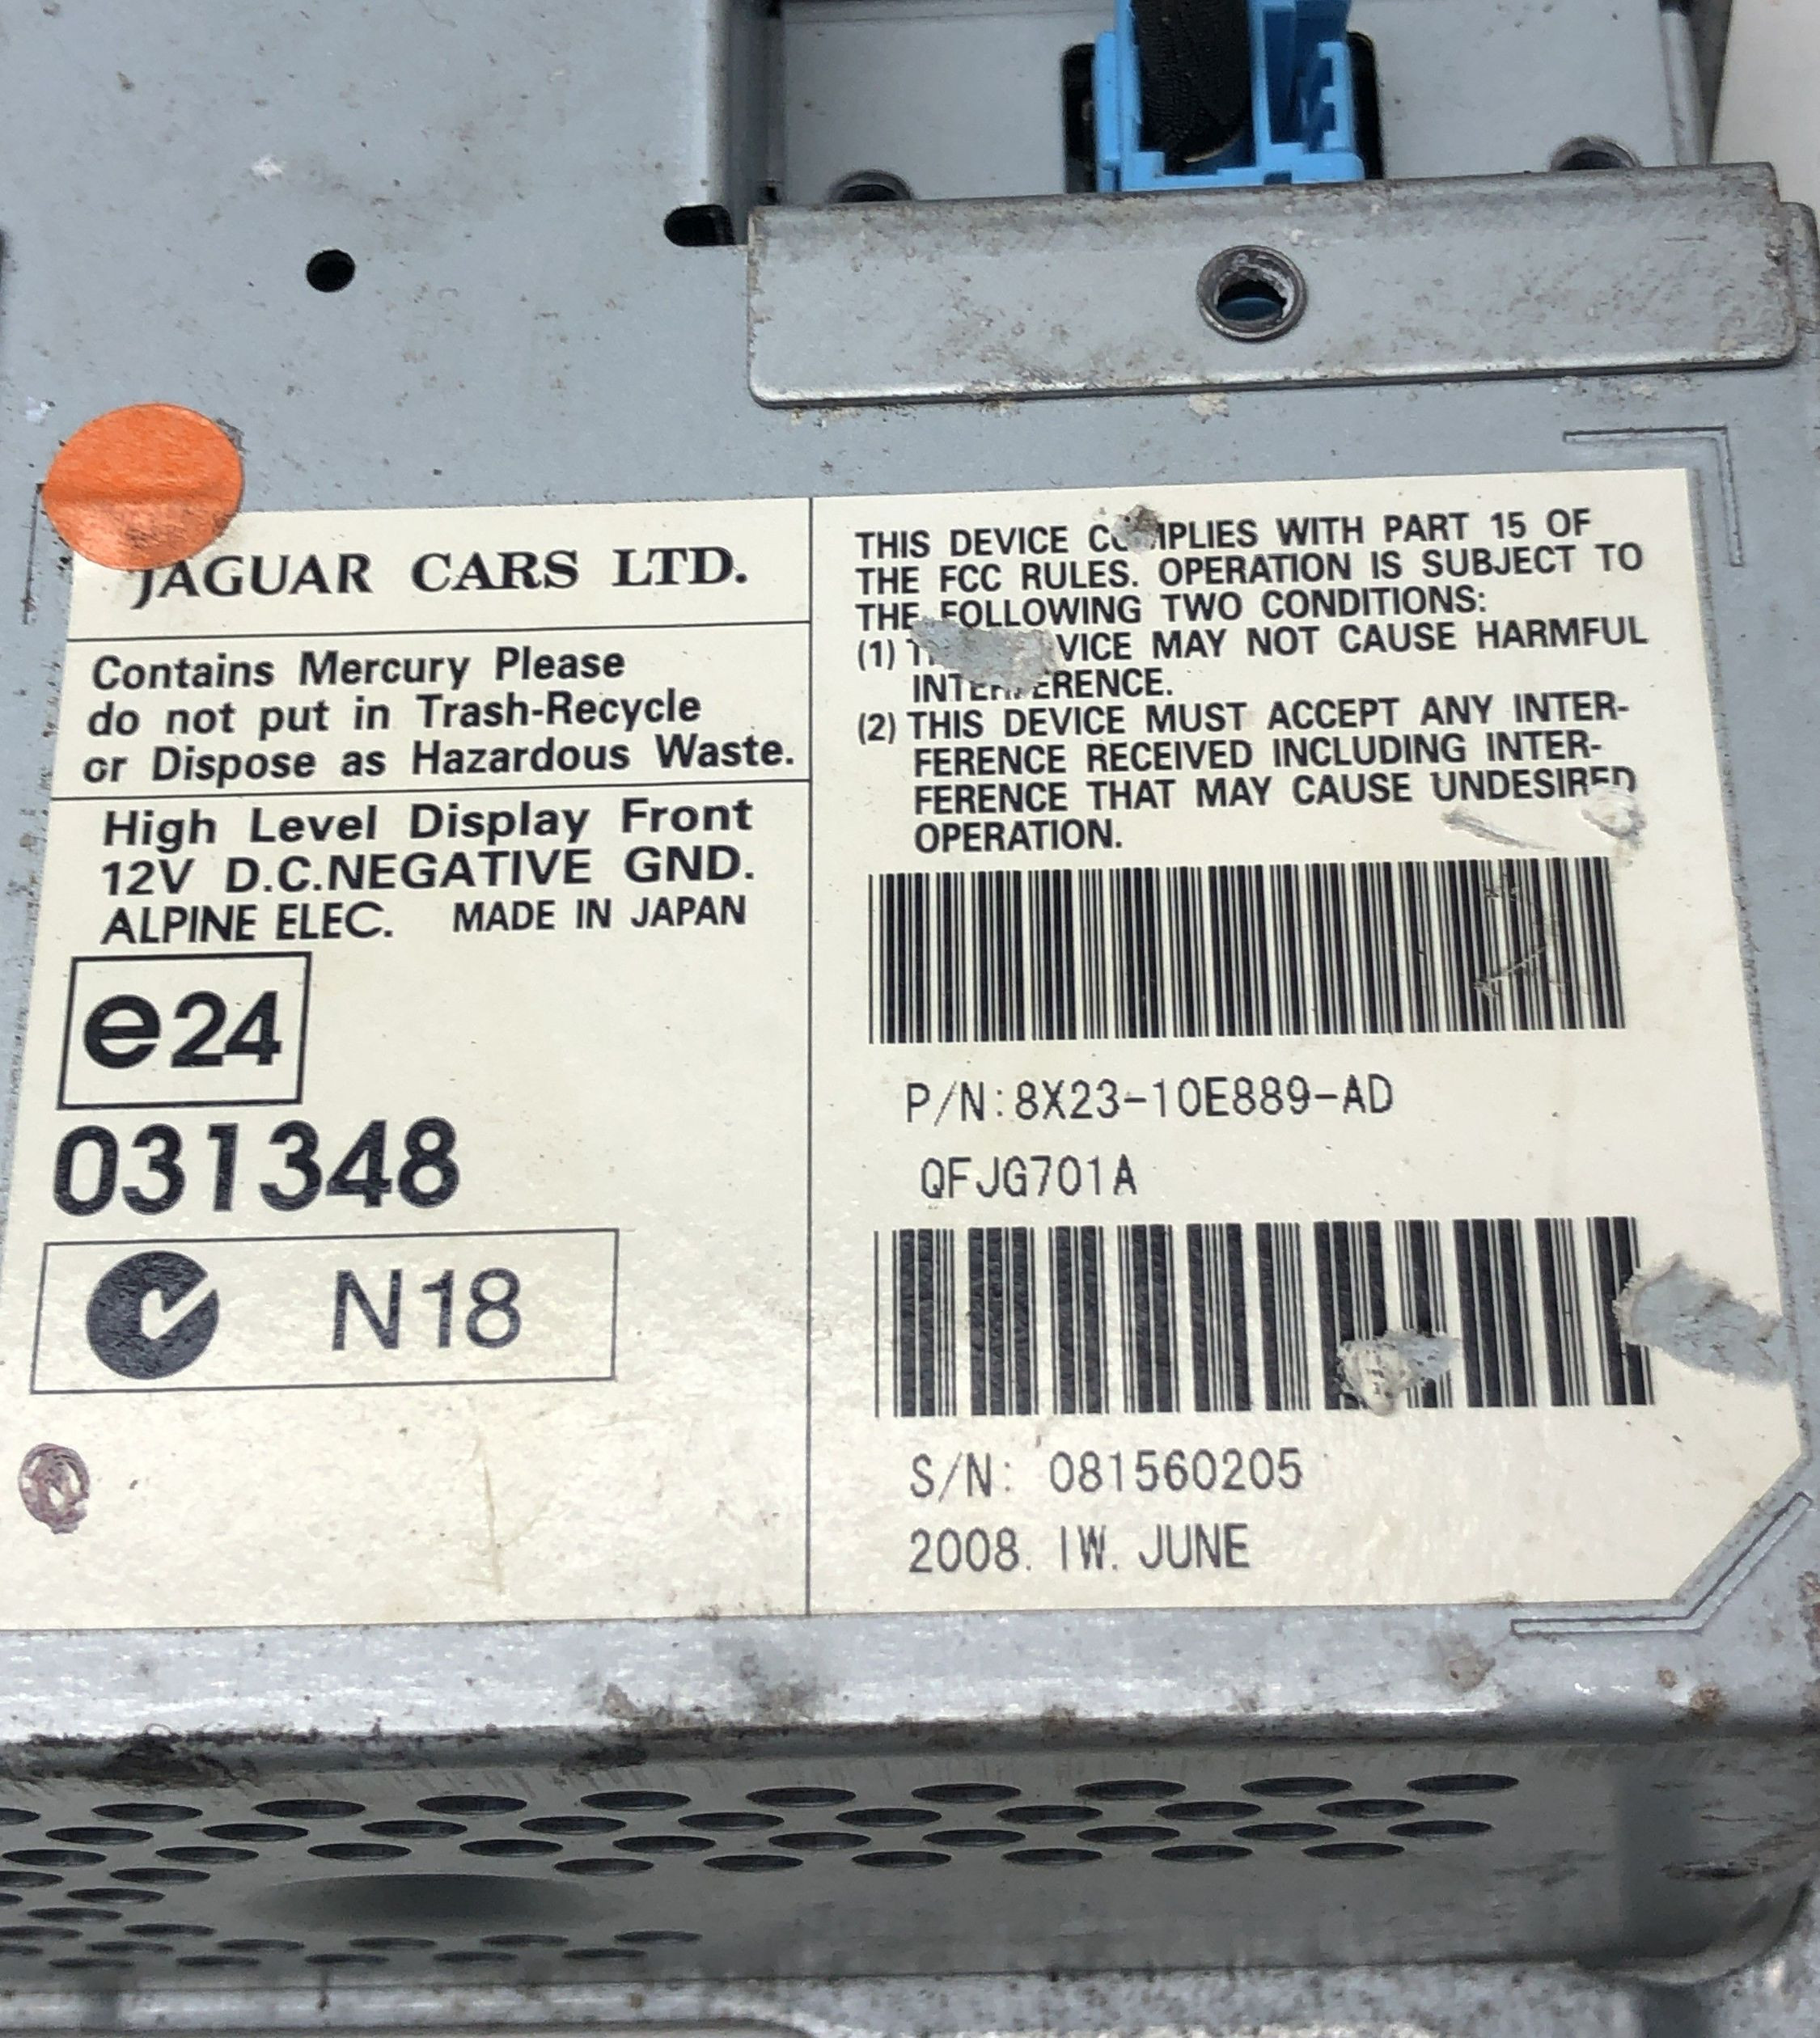 JAGUAR CARS LTD.
Contains Mercury Please
do not put in Trash-Recycle
or Dispose as Hazardous Waste.
High Level Display Front
12V D.C.NEGATIVE GND.
ALPINE ELEC. MADE IN JAPAN
e24
031348
N18
THIS DEVICE COMPLIES WITH PART 15 OF
THE FCC RULES. OPERATION IS SUBJECT TO
THE FOLLOWING TWO CONDITIONS:
(1) THIS DEVICE MAY NOT CAUSE HARMFUL
INTERFERENCE.
(2) THIS DEVICE MUST ACCEPT ANY INTER-
FERENCE RECEIVED INCLUDING INTER-
FERENCE THAT MAY CAUSE UNDESIRED
OPERATION.
P/N:8X23-10E889-AD
QFJG701A
S/N: 081560205
2008. IW. JUNE